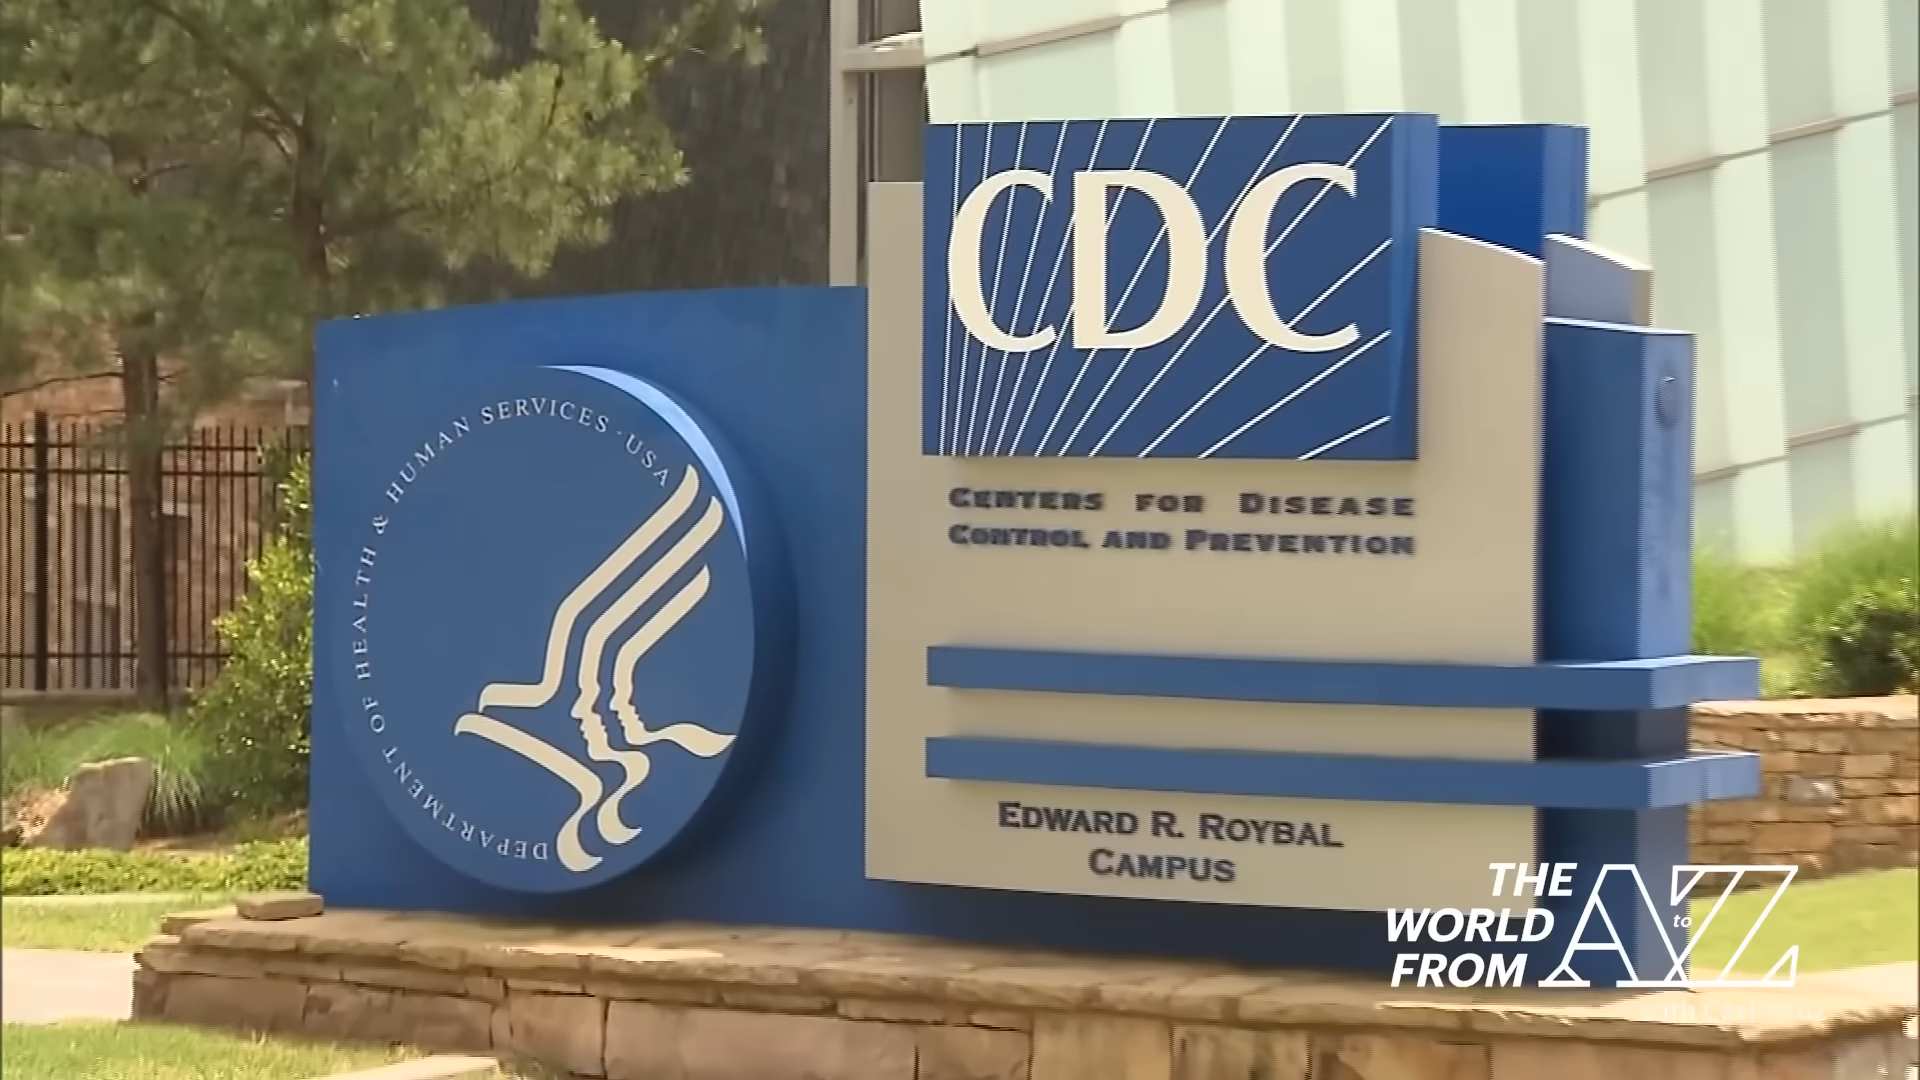 DEPARTMENT OF HEALTH & HUMAN SERVICES · USA
CDC
CENTERS FOR DISEASE
CONTROL AND PREVENTION
EDWARD R. ROYBAL
CAMPUS
THE
WORLD
FROM
A to Z